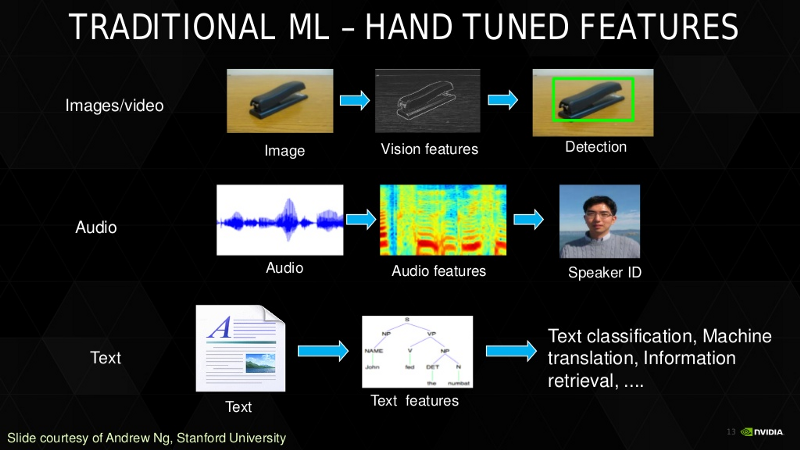 TRADITIONAL ML – HAND TUNED FEATURES
Images/video
Image
Vision features
Detection
Audio
Audio
Audio features
Speaker ID
Text
A
Text
S
NP VP
NAME V NP
John fed DET N
the numbat
Text features
Text classification, Machine
translation, Information
retrieval, ....
Slide courtesy of Andrew Ng, Stanford University
13 NVIDIA.